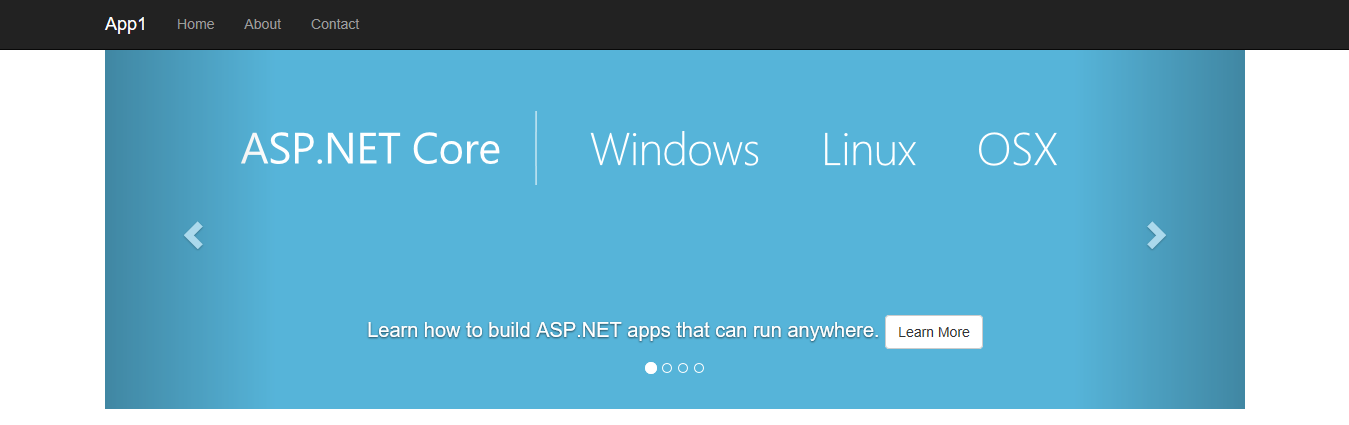 App1 Home About Contact
ASP.NET Core Windows Linux OSX
Learn how to build ASP.NET apps that can run anywhere. Learn More